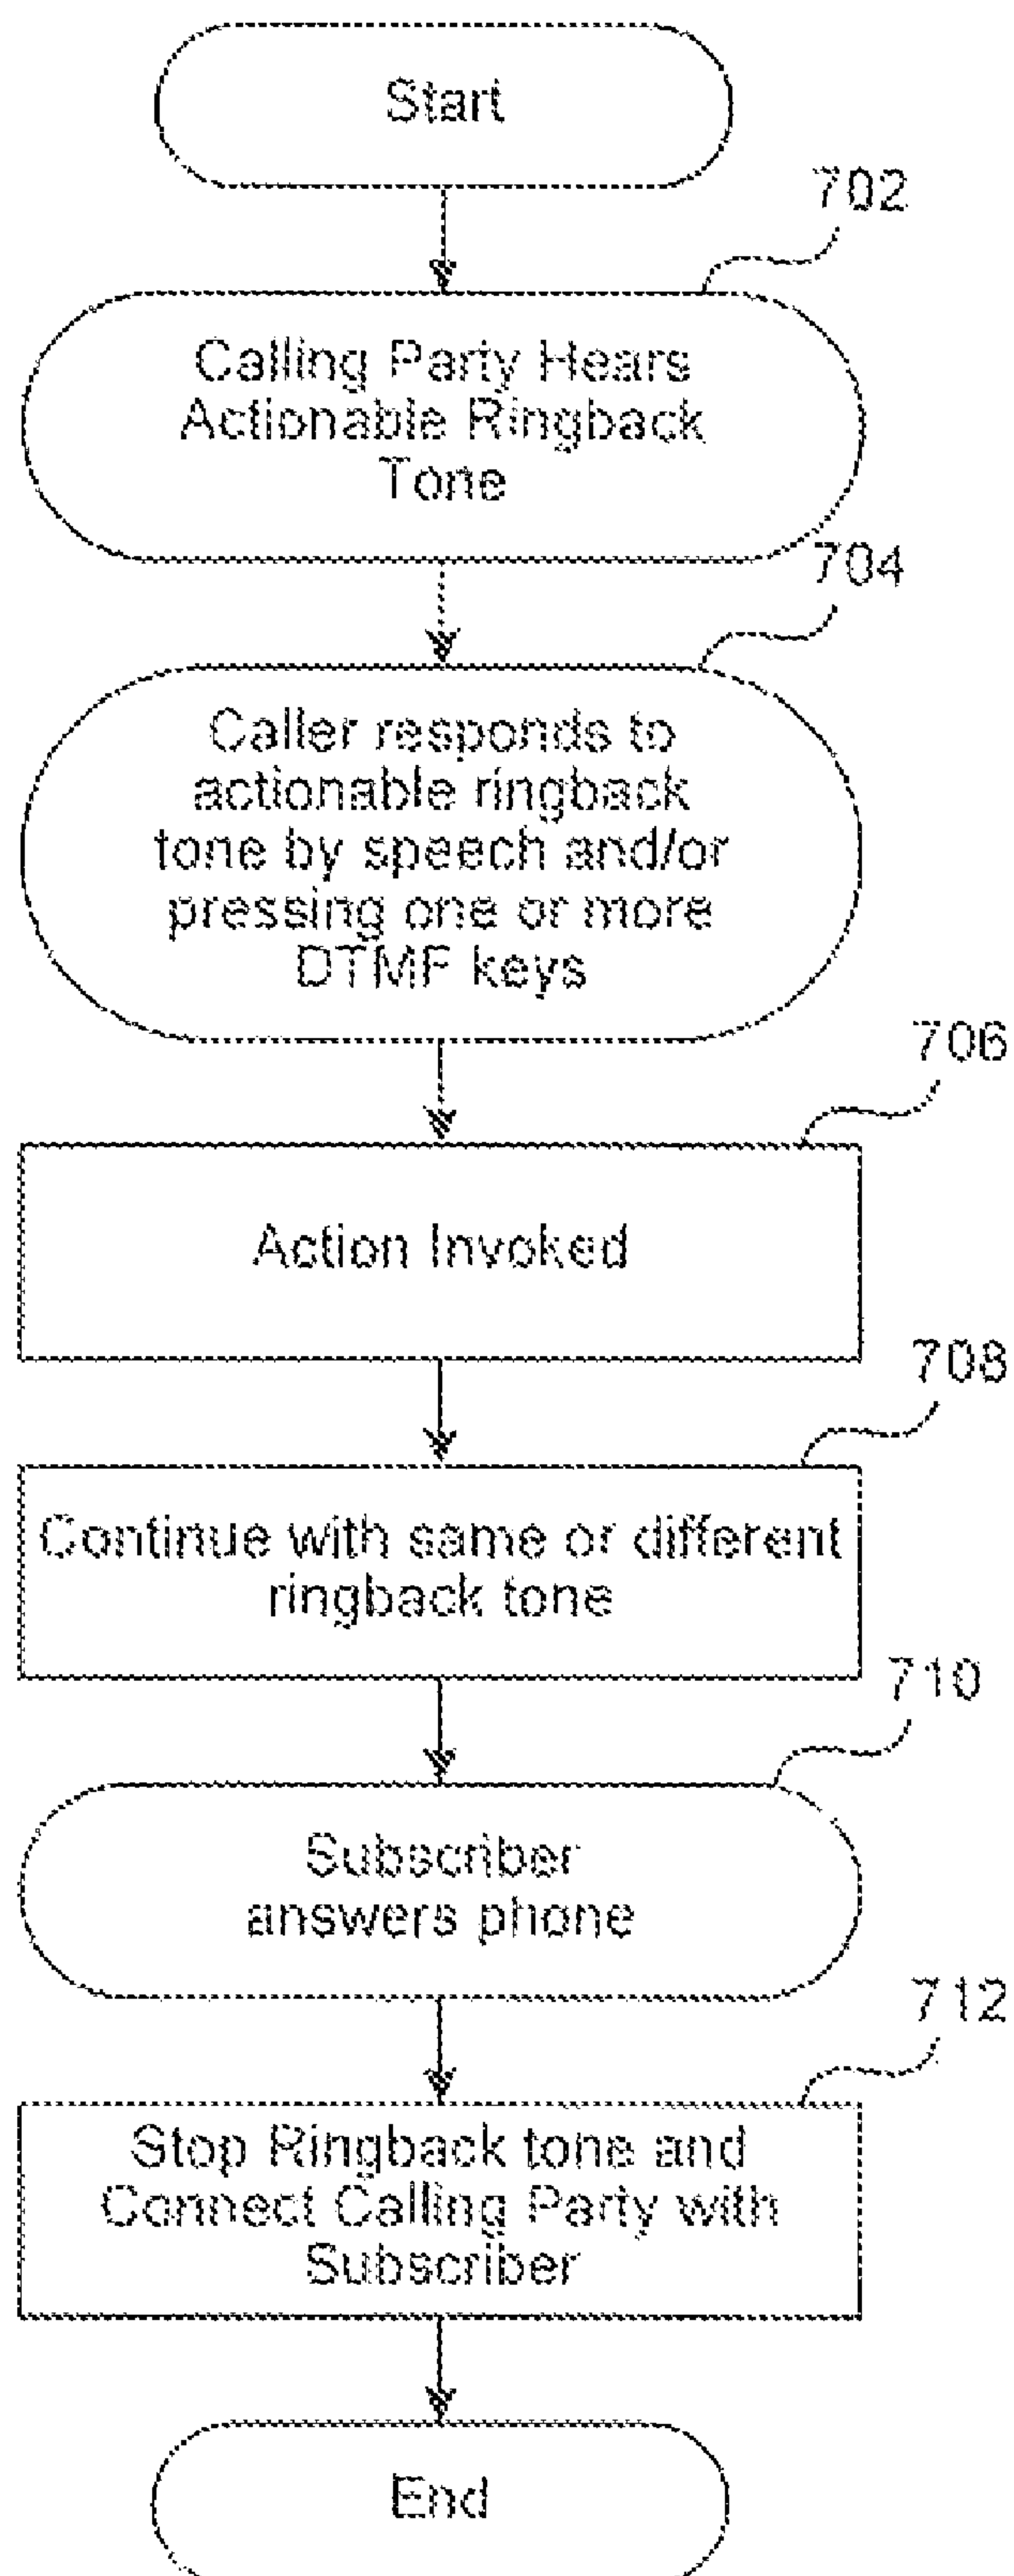 Start
702
Calling Party Hears
Actionable Ringback
Tone
704
Caller responds to
actionable ringback
tone by speech and/or
pressing one or more
DTMF keys
706
Action Invoked
708
Continue with same or different
ringback tone
710
Subscriber
answers phone
712
Stop Ringback tone and
Connect Calling Party with
Subscriber
End